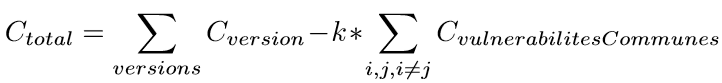 C_{total} = \sum_{versions} C_{version} - k * \sum_{i,j,i \neq j} C_{vulnerabilitesCommunes}